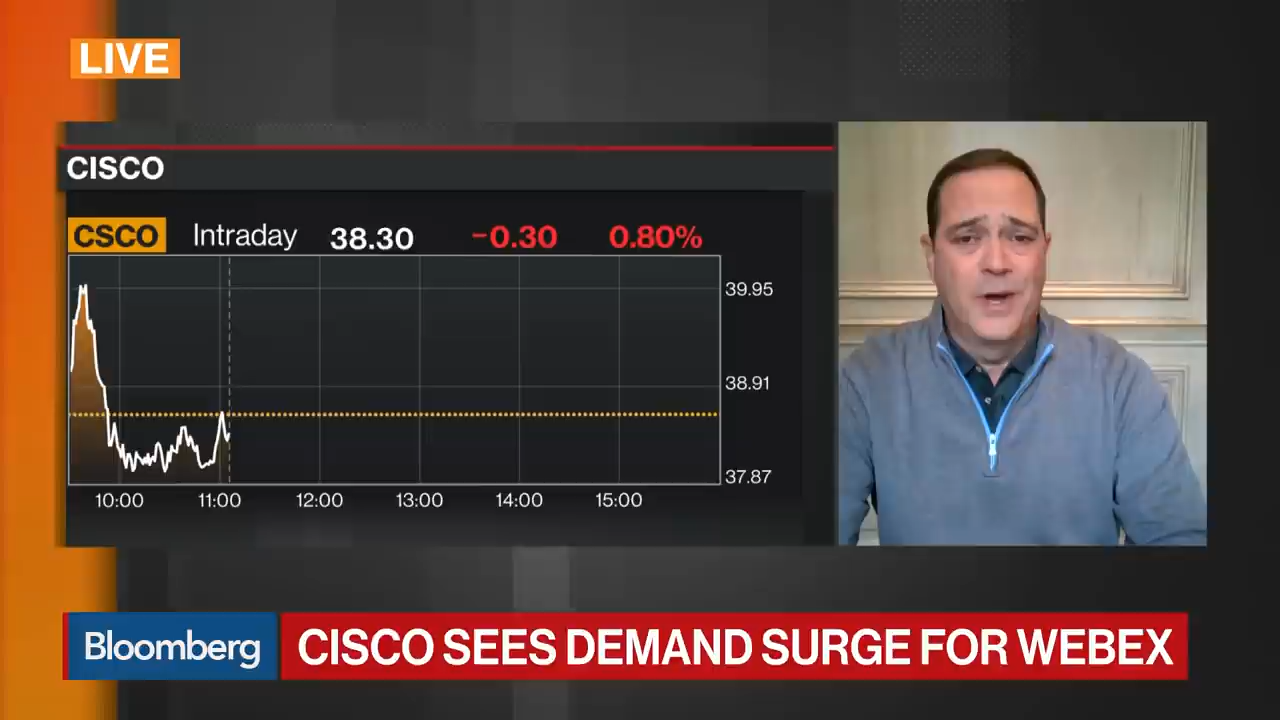 LIVE
CISCO
CSCO Intraday 38.30 −0.30 0.80%
39.95
38.91
37.87
10:00 11:00 12:00 13:00 14:00 15:00
Bloomberg CISCO SEES DEMAND SURGE FOR WEBEX